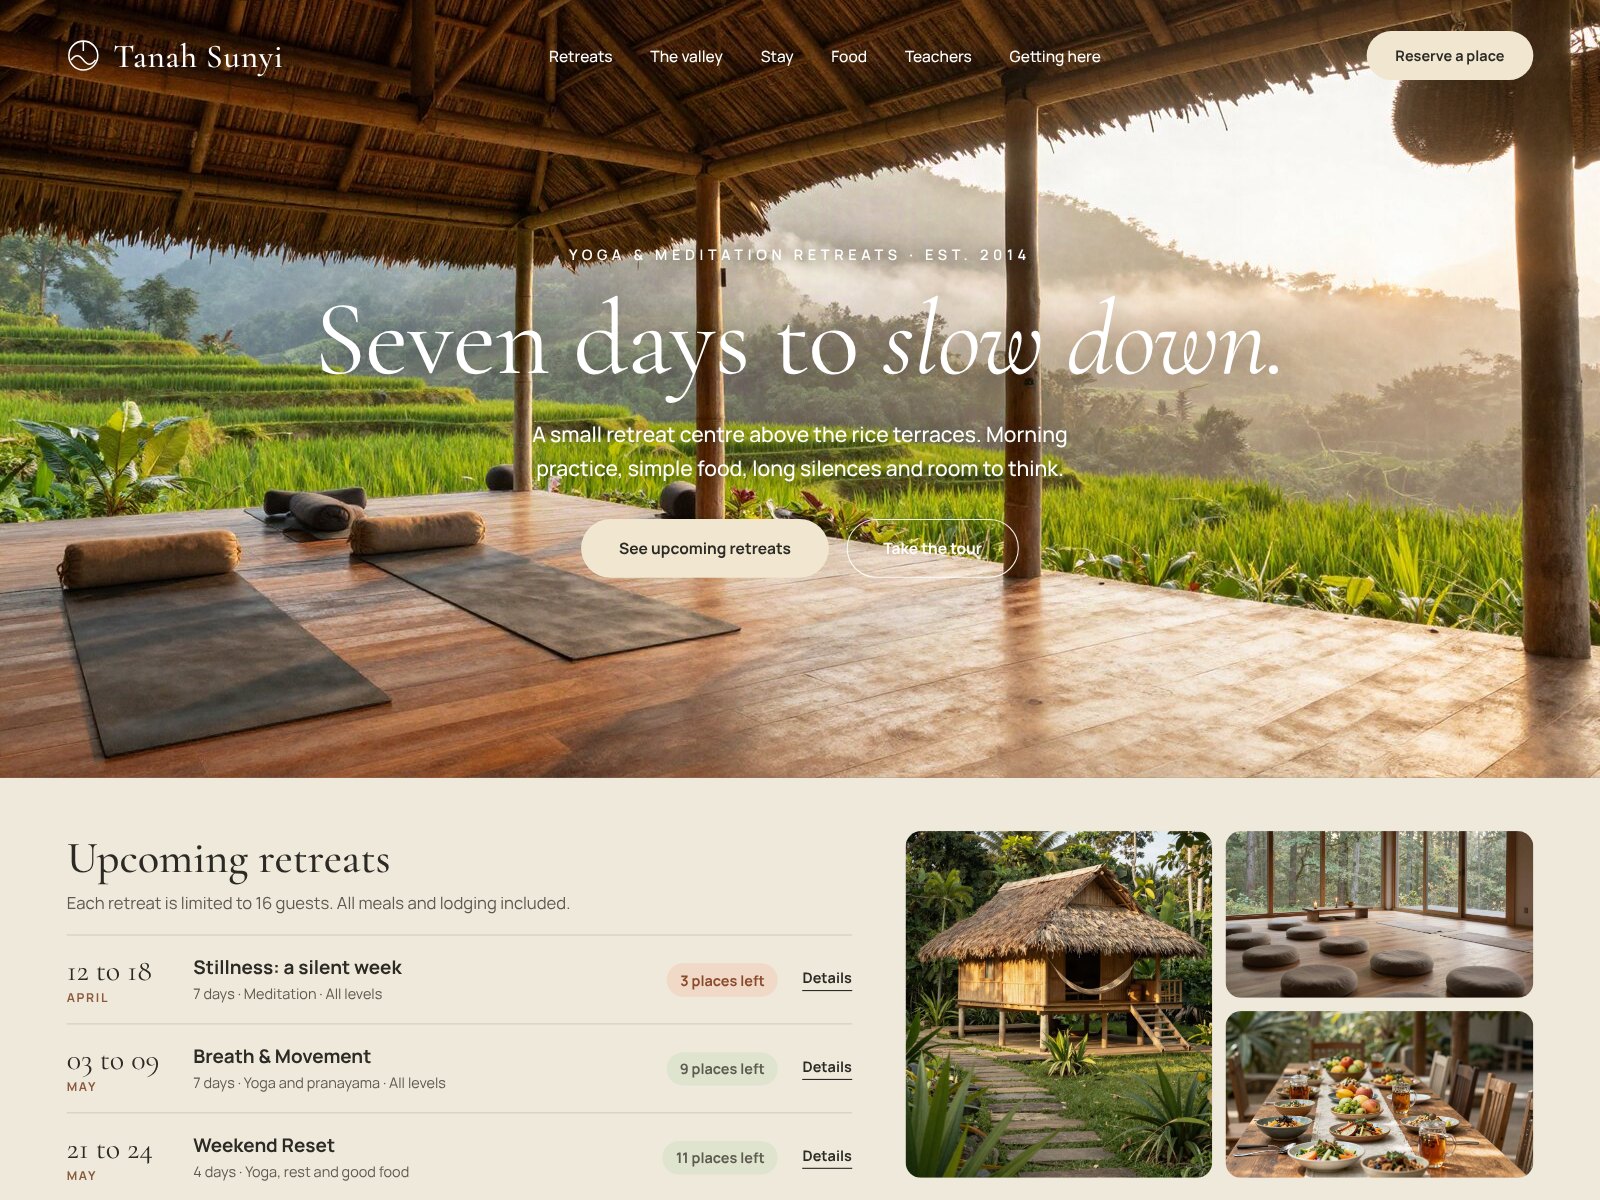 Tanah Sunyi
Retreats
The valley
Stay
Food
Teachers
Getting here
Reserve a place
YOGA & MEDITATION RETREATS · EST. 2014
Seven days to slow down.
A small retreat centre above the rice terraces. Morning
practice, simple food, long silences and room to think.
See upcoming retreats
Take the tour
Upcoming retreats
Each retreat is limited to 16 guests. All meals and lodging included.
12 to 18
APRIL
Stillness: a silent week
7 days · Meditation · All levels
3 places left
Details
03 to 09
MAY
Breath & Movement
7 days · Yoga and pranayama · All levels
9 places left
Details
21 to 24
MAY
Weekend Reset
4 days · Yoga, rest and good food
11 places left
Details